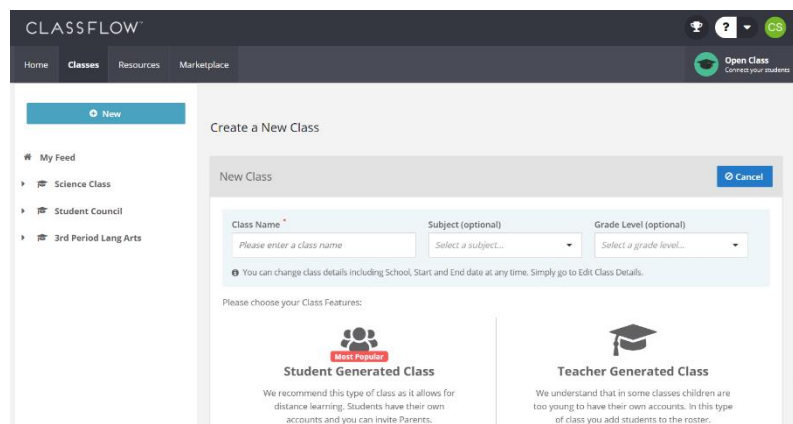 CLASSFLOW™
? CS
Home Classes Resources Marketplace
Open Class
Connect your students
New
My Feed
Science Class
Student Council
3rd Period Lang Arts
Create a New Class
New Class
Cancel
Class Name * Subject (optional) Grade Level (optional)
Please enter a class name Select a subject... Select a grade level...
You can change class details including School, Start and End date at any time. Simply go to Edit Class Details.
Please choose your Class Features:
Most Popular
Student Generated Class
We recommend this type of class as it allows for
distance learning. Students have their own
accounts and you can invite Parents.
Teacher Generated Class
We understand that in some classes children are
too young to have their own accounts. In this type
of class you add students to the roster.